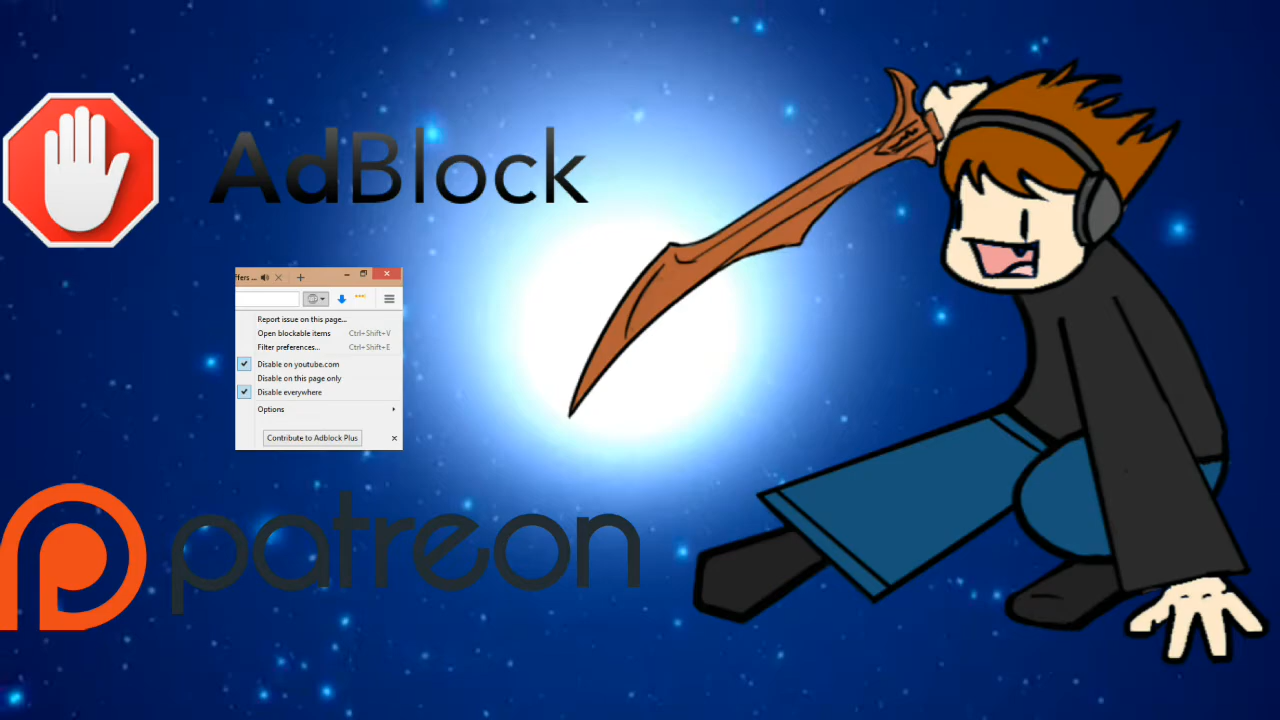 AdBlock
ffers ...
Report issue on this page...
Open blockable items Ctrl+Shift+V
Filter preferences... Ctrl+Shift+E
Disable on youtube.com
Disable on this page only
Disable everywhere
Options
Contribute to Adblock Plus
patreon